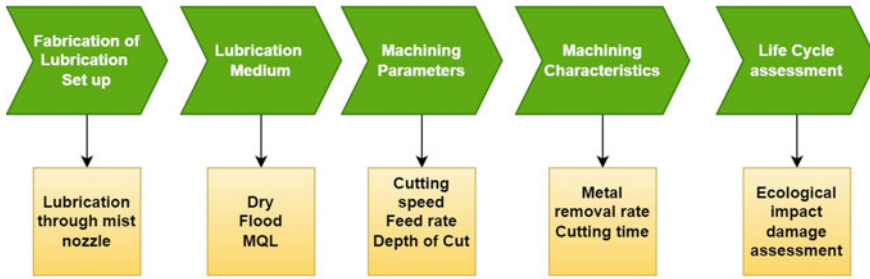 Fabrication of
Lubrication
Set up
Lubrication
Medium
Machining
Parameters
Machining
Characteristics
Life Cycle
assessment
Lubrication
through mist
nozzle
Dry
Flood
MQL
Cutting
speed
Feed rate
Depth of Cut
Metal
removal rate
Cutting time
Ecological
impact
damage
assessment